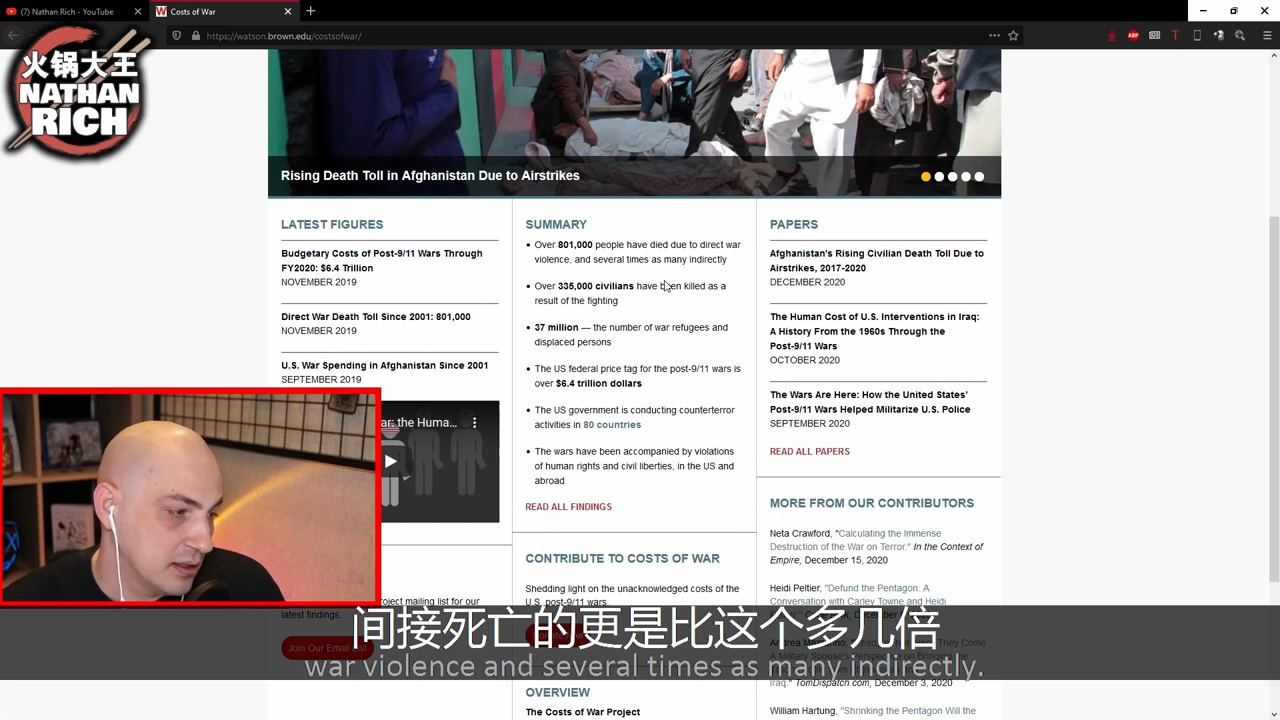 (7) Nathan Rich - YouTube
Costs of War
https://watson.brown.edu/costsofwar/
ABP
火锅大王
NATHAN
RICH
Rising Death Toll in Afghanistan Due to Airstrikes
LATEST FIGURES
Budgetary Costs of Post-9/11 Wars Through
FY2020: $6.4 Trillion
NOVEMBER 2019
Direct War Death Toll Since 2001: 801,000
NOVEMBER 2019
U.S. War Spending in Afghanistan Since 2001
SEPTEMBER 2019
ar: the Huma...
oject mailing list for our
latest findings.
Join Our Email List
SUMMARY
• Over 801,000 people have died due to direct war
violence, and several times as many indirectly
• Over 335,000 civilians have been killed as a
result of the fighting
• 37 million — the number of war refugees and
displaced persons
• The US federal price tag for the post-9/11 wars is
over $6.4 trillion dollars
• The US government is conducting counterterror
activities in 80 countries
• The wars have been accompanied by violations
of human rights and civil liberties, in the US and
abroad
READ ALL FINDINGS
CONTRIBUTE TO COSTS OF WAR
Shedding light on the unacknowledged costs of the
U.S. post-9/11 wars.
OVERVIEW
The Costs of War Project
PAPERS
Afghanistan's Rising Civilian Death Toll Due to
Airstrikes, 2017-2020
DECEMBER 2020
The Human Cost of U.S. Interventions in Iraq:
A History From the 1960s Through the
Post-9/11 Wars
OCTOBER 2020
The Wars Are Here: How the United States'
Post-9/11 Wars Helped Militarize U.S. Police
SEPTEMBER 2020
READ ALL PAPERS
MORE FROM OUR CONTRIBUTORS
Neta Crawford, "Calculating the Immense
Destruction of the War on Terror." In the Context of
Empire, December 15, 2020
Heidi Peltier, "Defund the Pentagon: A
Conversation with Carley Towne and Heidi
Iraq." TomDispatch.com, December 3, 2020
William Hartung, "Shrinking the Pentagon Will the
间接死亡的更是比这个多几倍
war violence and several times as many indirectly.